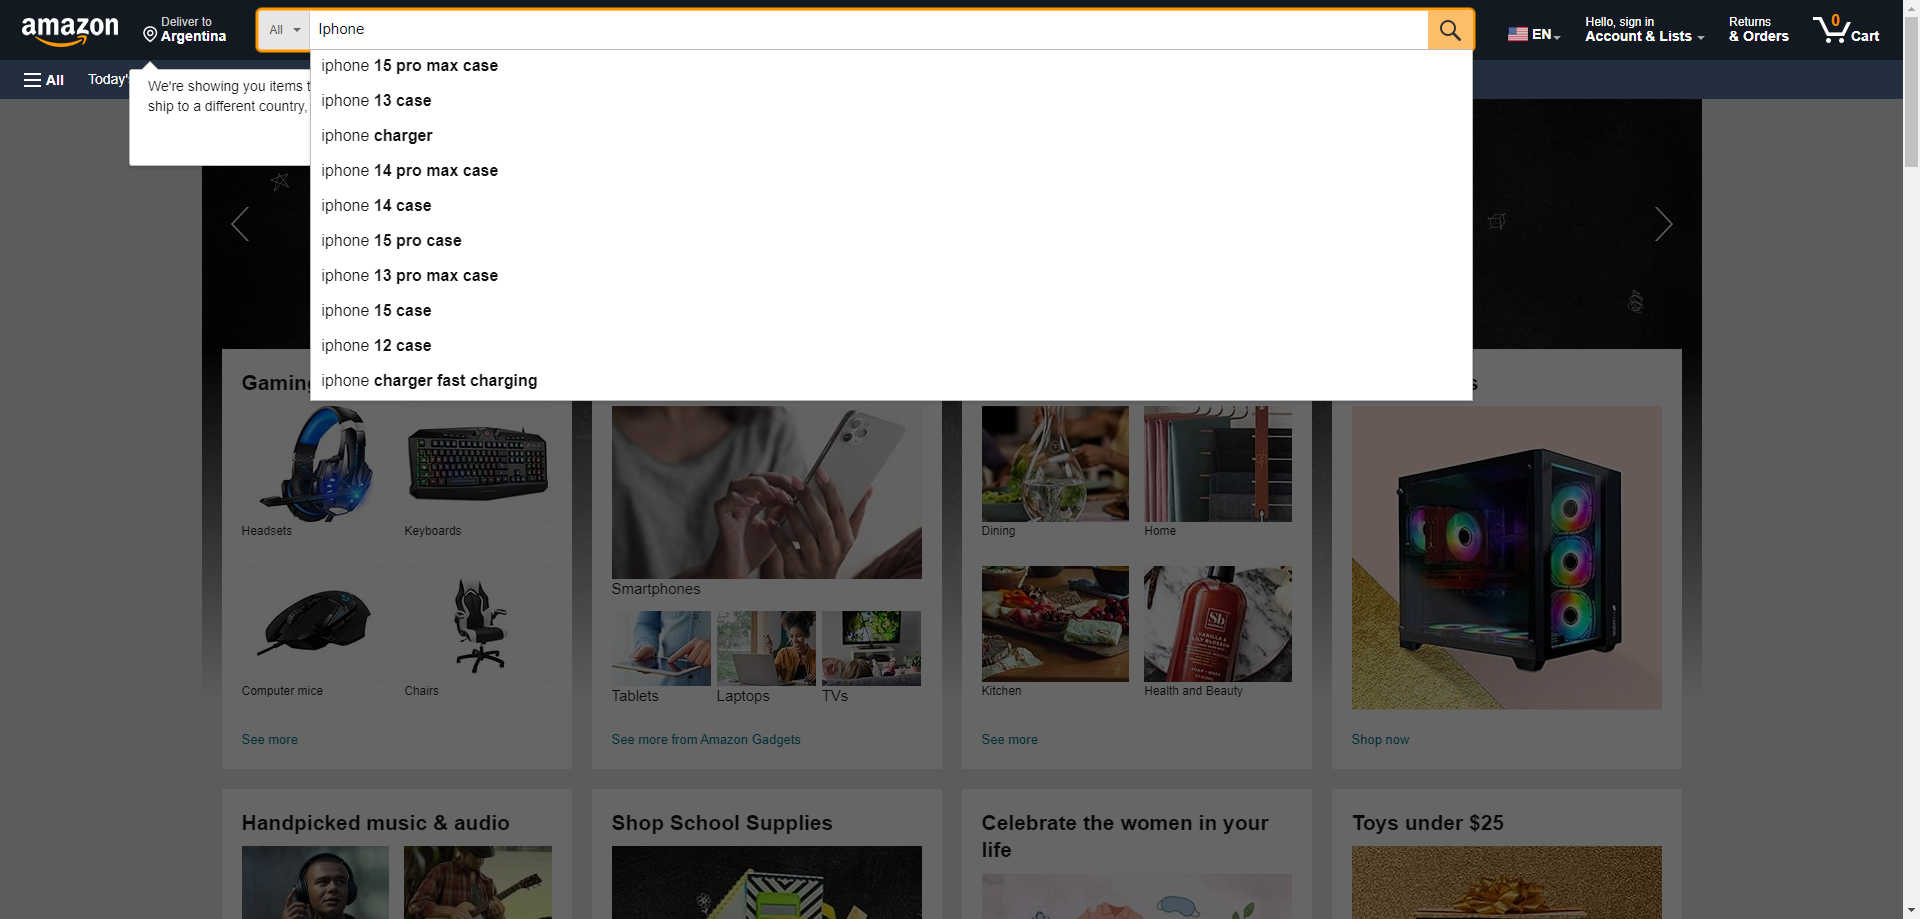 amazon
Deliver to
Argentina
All
Iphone
EN
Hello, sign in
Account & Lists
Returns
& Orders
0
Cart
All
Today'
We're showing you items t
ship to a different country,
iphone 15 pro max case
iphone 13 case
iphone charger
iphone 14 pro max case
iphone 14 case
iphone 15 pro case
iphone 13 pro max case
iphone 15 case
iphone 12 case
iphone charger fast charging
Gaming
s
Headsets
Keyboards
Computer mice
Chairs
See more
Smartphones
Tablets
Laptops
TVs
See more from Amazon Gadgets
Dining
Home
Kitchen
Sb
VANILLA &
LILY BLOSSOM
Health and Beauty
See more
Shop now
Handpicked music & audio
Shop School Supplies
Celebrate the women in your
life
Toys under $25